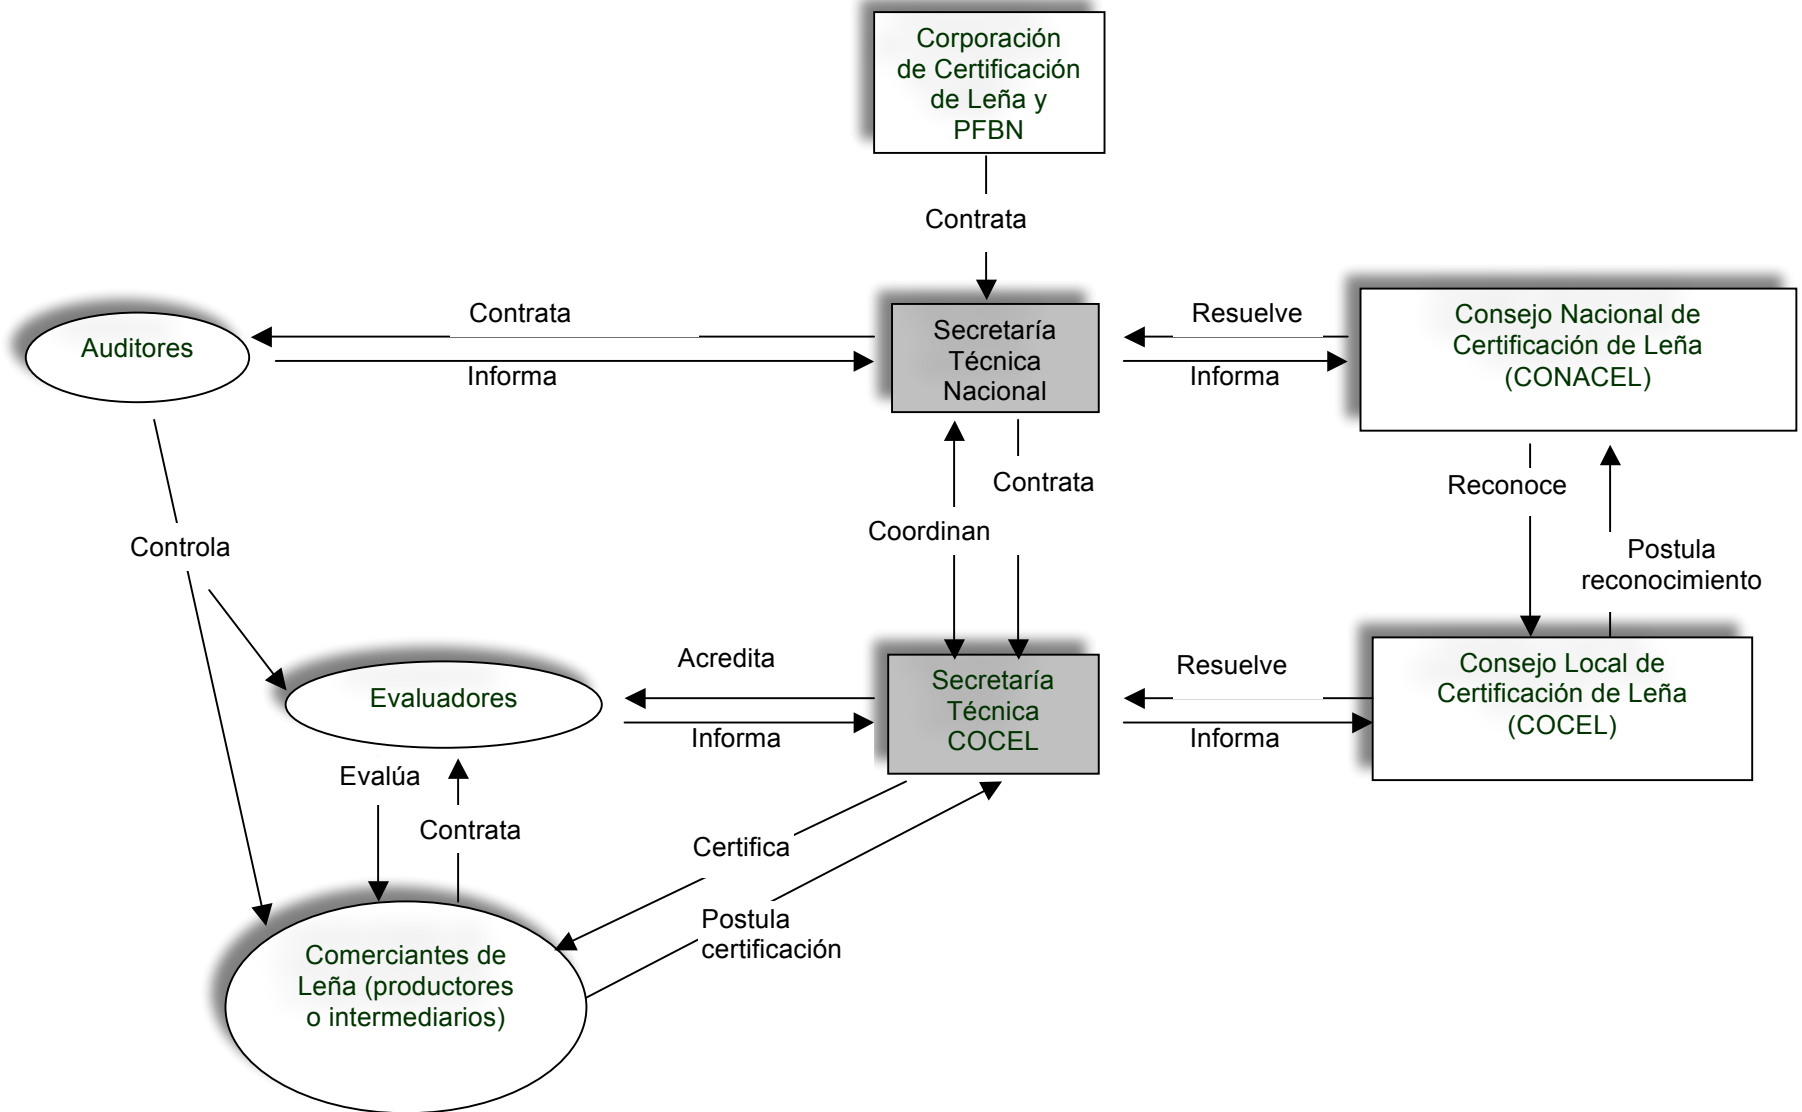 Corporación
de Certificación
de Leña y
PFBN
Contrata
Contrata
Resuelve
Auditores
Secretaría
Técnica
Nacional
Consejo Nacional de
Certificación de Leña
(CONACEL)
Informa
Informa
Contrata
Reconoce
Coordinan
Controla
Postula
reconocimiento
Acredita
Resuelve
Evaluadores
Secretaría
Técnica
COCEL
Consejo Local de
Certificación de Leña
(COCEL)
Informa
Informa
Evalúa
Contrata
Certifica
Postula
certificación
Comerciantes de
Leña (productores
o intermediarios)